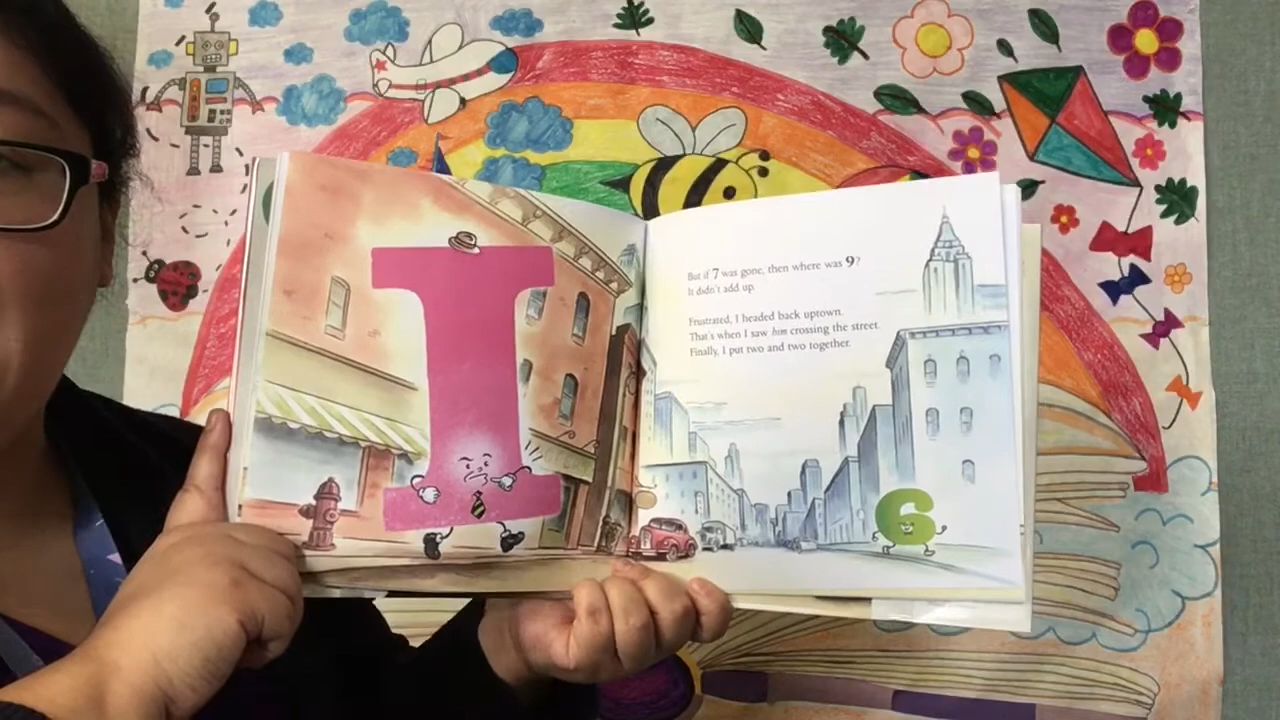 But if 7 was gone, then where was 9?
It didn't add up.
Frustrated, I headed back uptown.
That's when I saw him crossing the street.
Finally, I put two and two together.
I
6